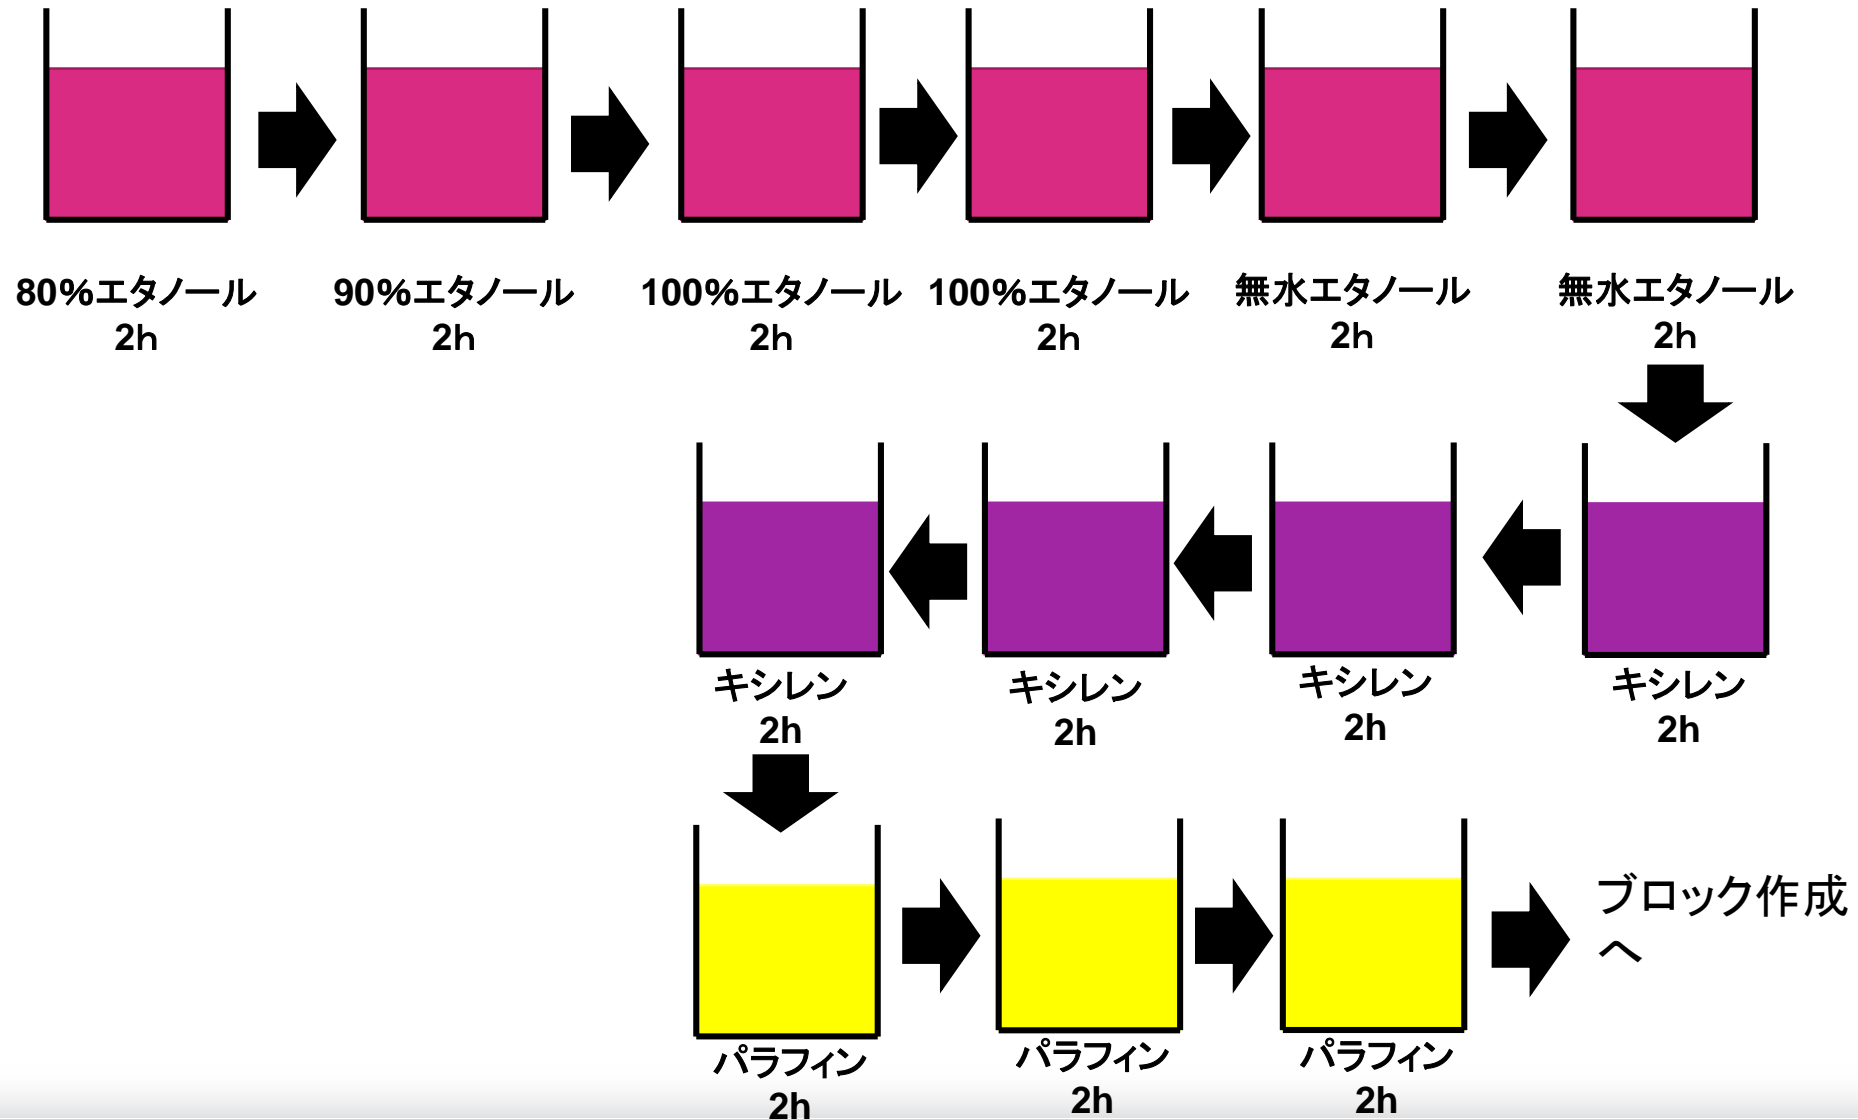 80%エタノール
2h
90%エタノール
2h
100%エタノール
2h
100%エタノール
2h
無水エタノール
2h
無水エタノール
2h
キシレン
2h
キシレン
2h
キシレン
2h
キシレン
2h
パラフィン
2h
パラフィン
2h
パラフィン
2h
ブロック作成
へ